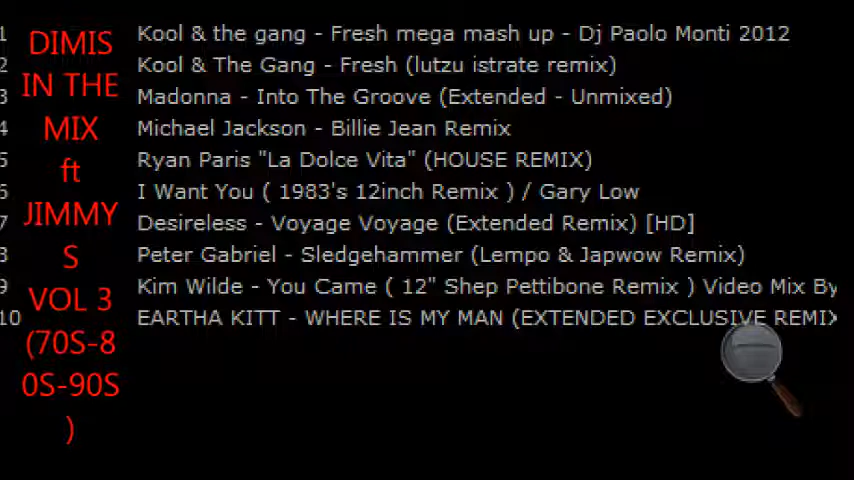 DIMIS
IN THE
MIX
ft
JIMMY
S
VOL 3
(70S-8
0S-90S
)
1 Kool & the gang - Fresh mega mash up - Dj Paolo Monti 2012
2 Kool & The Gang - Fresh (lutzu istrate remix)
3 Madonna - Into The Groove (Extended - Unmixed)
4 Michael Jackson - Billie Jean Remix
5 Ryan Paris "La Dolce Vita" (HOUSE REMIX)
6 I Want You ( 1983's 12inch Remix ) / Gary Low
7 Desireless - Voyage Voyage (Extended Remix) [HD]
8 Peter Gabriel - Sledgehammer (Lempo & Japwow Remix)
9 Kim Wilde - You Came ( 12" Shep Pettibone Remix ) Video Mix By
10 EARTHA KITT - WHERE IS MY MAN (EXTENDED EXCLUSIVE REMIX